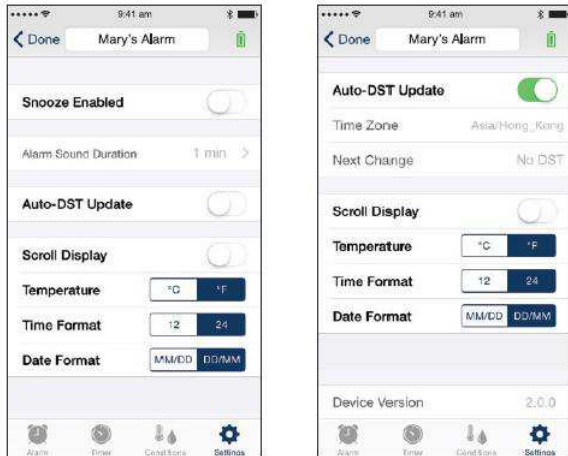 9:41 am
Done Mary's Alarm
Snooze Enabled
Alarm Sound Duration 1 min >
Auto-DST Update
Scroll Display
Temperature °C °F
Time Format 12 24
Date Format MM/DD DD/MM
Alarm Timer Conditions Settings
9:41 am
Done Mary's Alarm
Auto-DST Update
Time Zone Asia/Hong_Kong
Next Change No DST
Scroll Display
Temperature °C °F
Time Format 12 24
Date Format MM/DD DD/MM
Device Version 2.0.0
Alarm Timer Conditions Settings